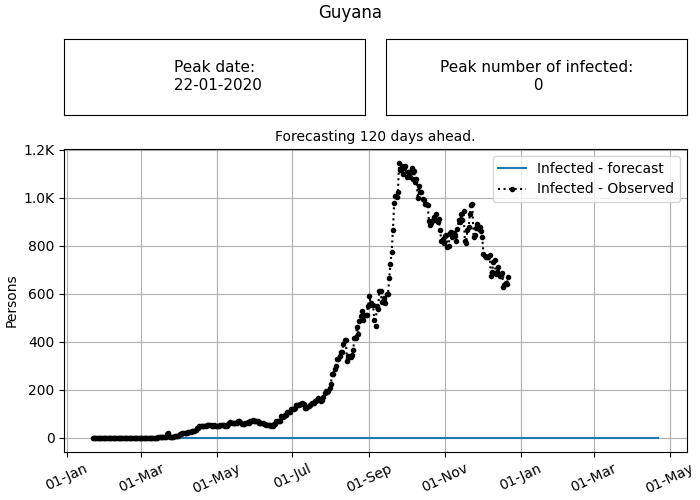 Guyana
Peak date:
22-01-2020
Peak number of infected:
0
Forecasting 120 days ahead.
1.2K
1.0K
800
600
400
200
0
Persons
Infected - forecast
Infected - Observed
01-Jan
01-Mar
01-May
01-Jul
01-Sep
01-Nov
01-Jan
01-Mar
01-May